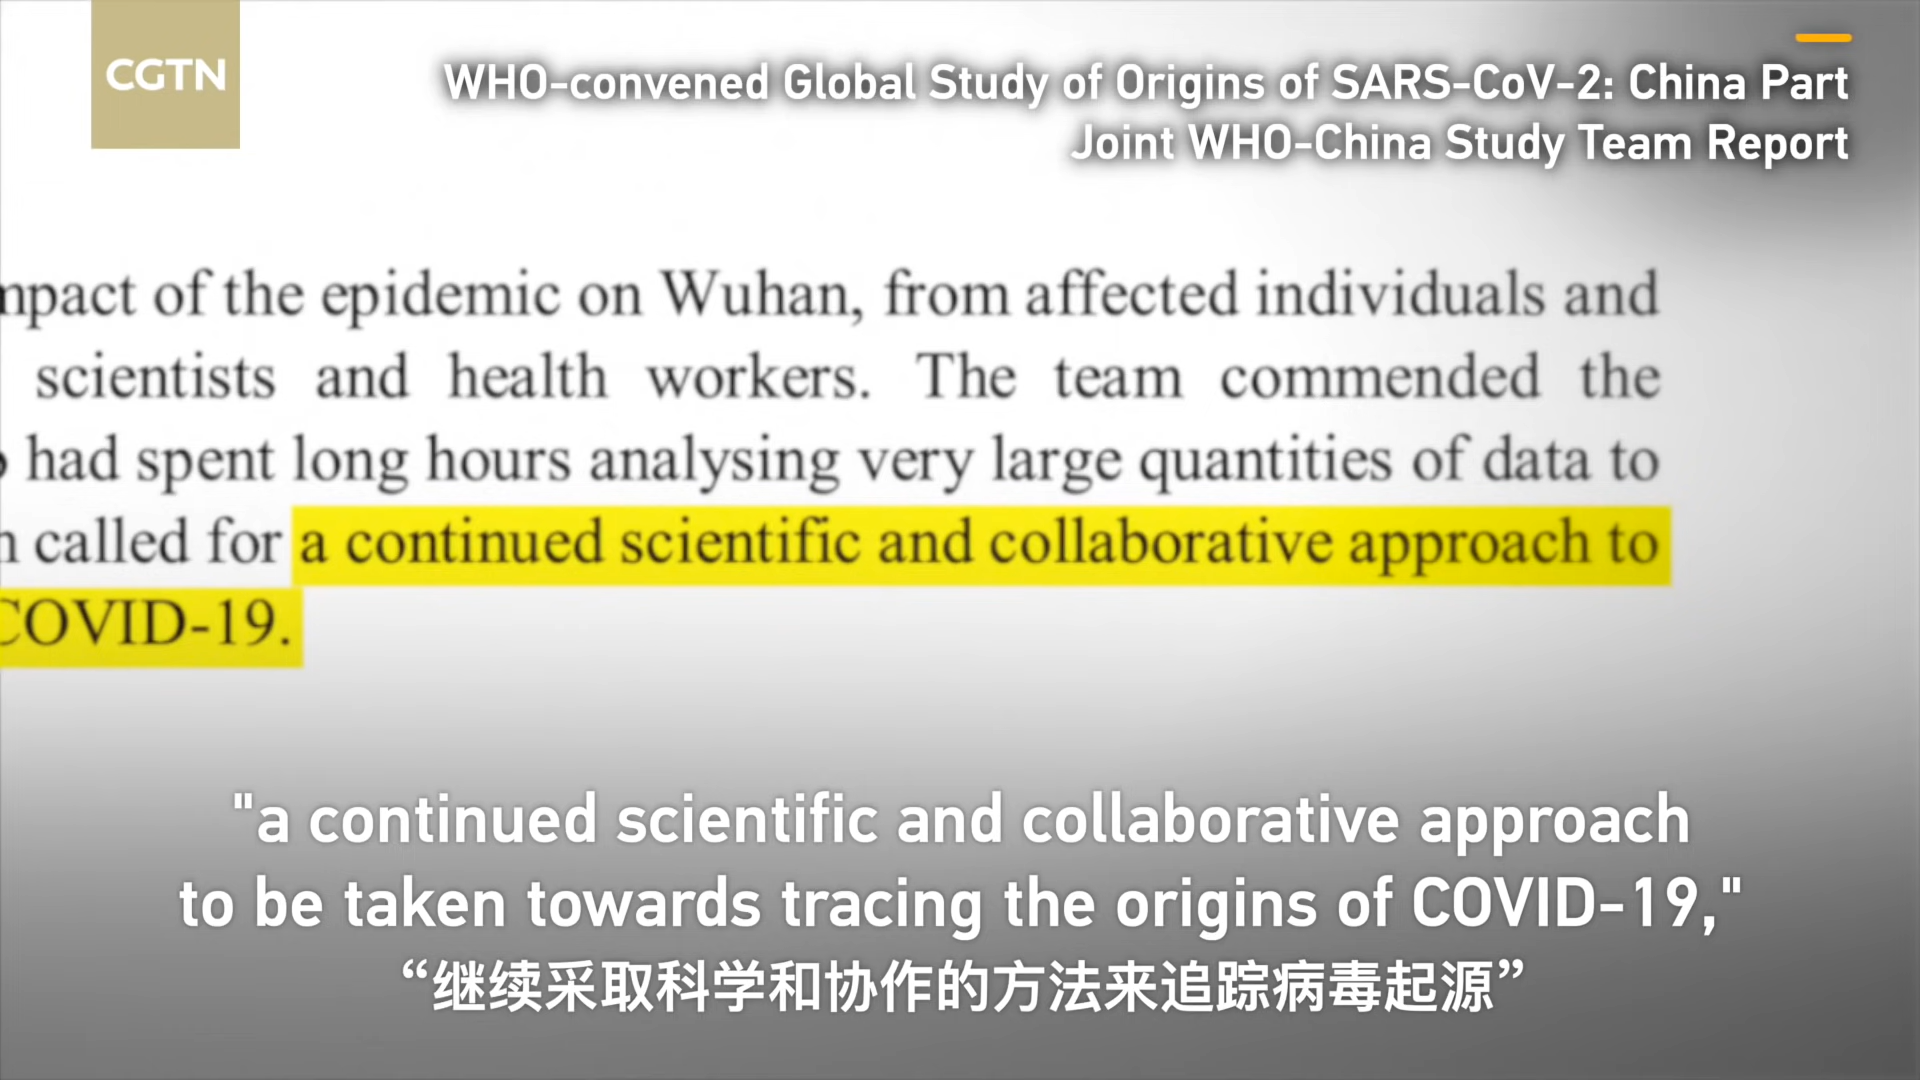 CGTN
WHO-convened Global Study of Origins of SARS-CoV-2: China Part
Joint WHO-China Study Team Report
of the epidemic on Wuhan, from affected individuals and
scientists and health workers. The team commended the
had spent long hours analysing very large quantities of data to
called for a continued scientific and collaborative approach to
COVID-19.
"a continued scientific and collaborative approach
to be taken towards tracing the origins of COVID-19,"
“继续采取科学和协作的方法来追踪病毒起源”